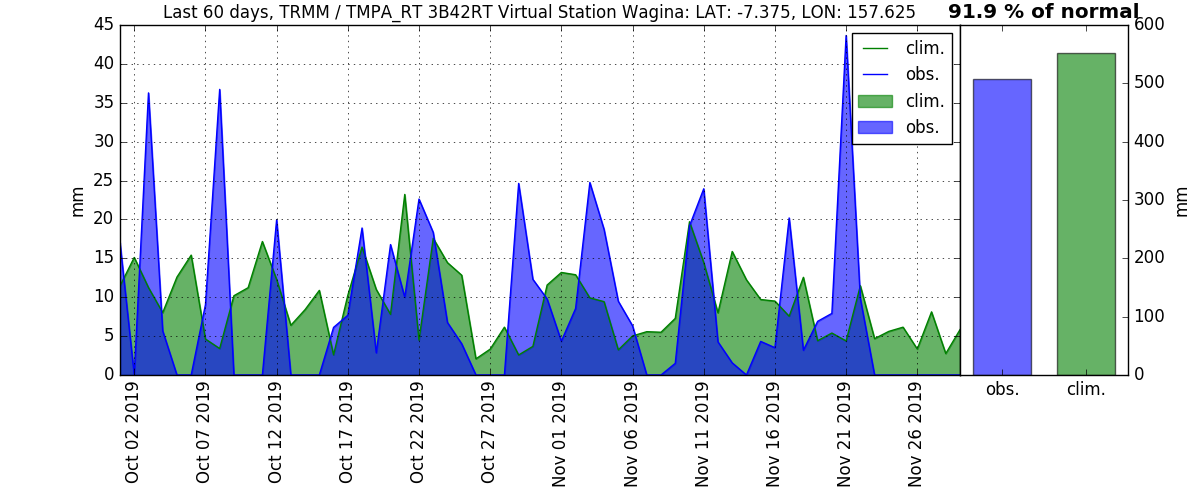 Last 60 days, TRMM / TMPA_RT 3B42RT Virtual Station Wagina: LAT: -7.375, LON: 157.625
91.9 % of normal
45
40
35
30
25
20
15
10
5
0
mm
clim.
obs.
clim.
obs.
Oct 02 2019
Oct 07 2019
Oct 12 2019
Oct 17 2019
Oct 22 2019
Oct 27 2019
Nov 01 2019
Nov 06 2019
Nov 11 2019
Nov 16 2019
Nov 21 2019
Nov 26 2019
600
500
400
300
200
100
0
mm
obs.
clim.